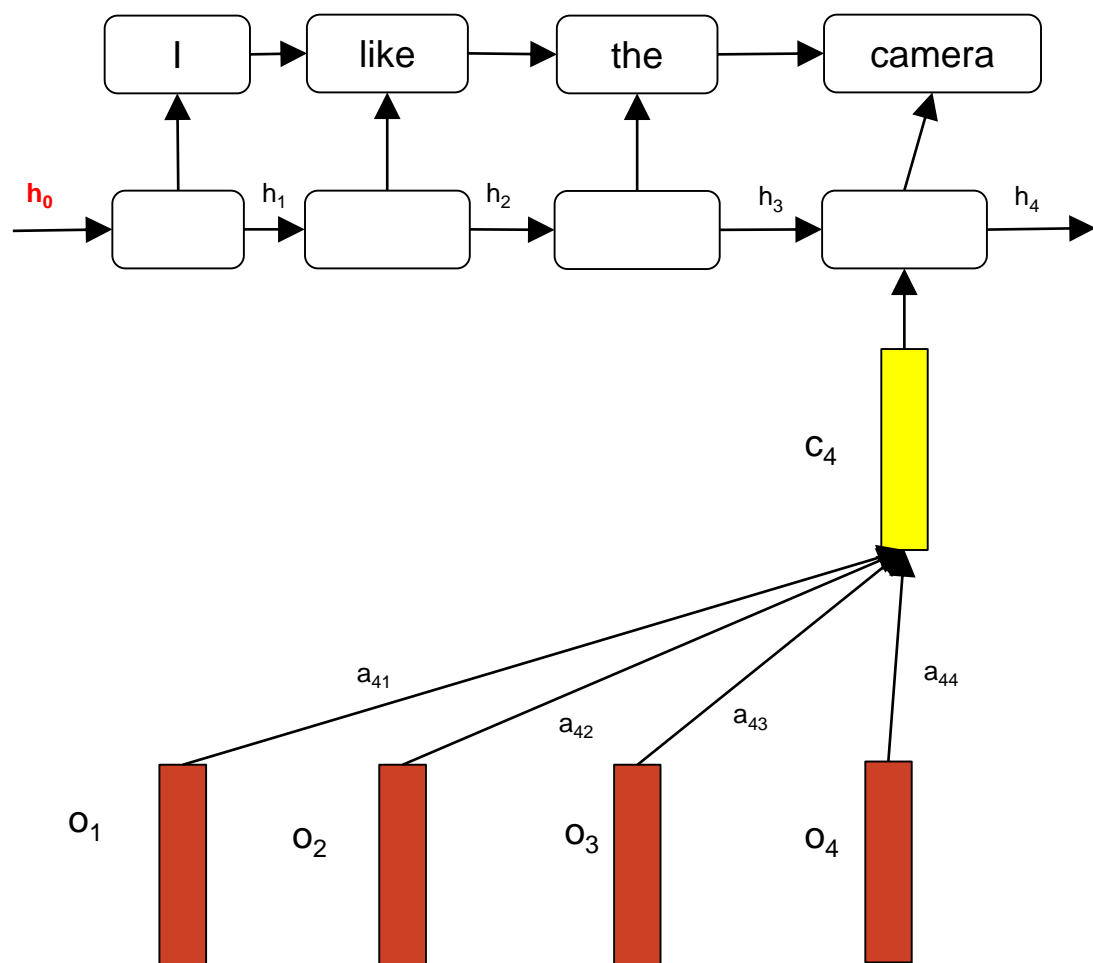 I like the camera
h₀ h₁ h₂ h₃ h₄
c₄
a₄₁ a₄₂ a₄₃ a₄₄
o₁ o₂ o₃ o₄